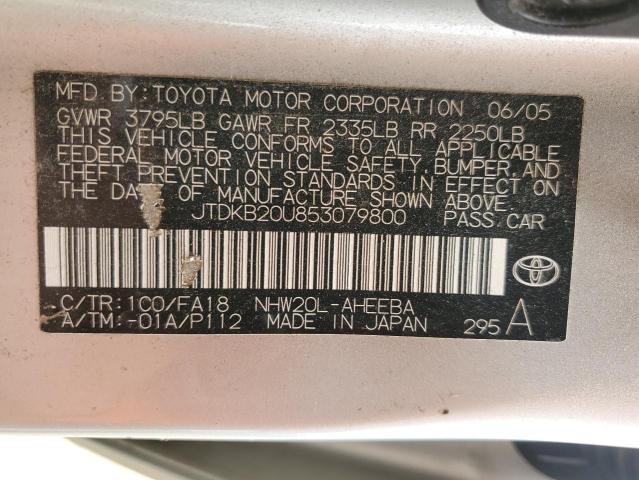 MFD. BY: TOYOTA MOTOR CORPORATION 06/05
GVWR 3795LB GAWR FR 2335LB RR 2250LB
THIS VEHICLE CONFORMS TO ALL APPLICABLE
FEDERAL MOTOR VEHICLE SAFETY, BUMPER, AND
THEFT PREVENTION STANDARDS IN EFFECT ON
THE DATE OF MANUFACTURE SHOWN ABOVE.
JTDKB20U853079800 PASS. CAR
C/TR: 1C0/FA18 NHW20L-AHEEBA
A/TM: -01A/P112 MADE IN JAPAN 295 A